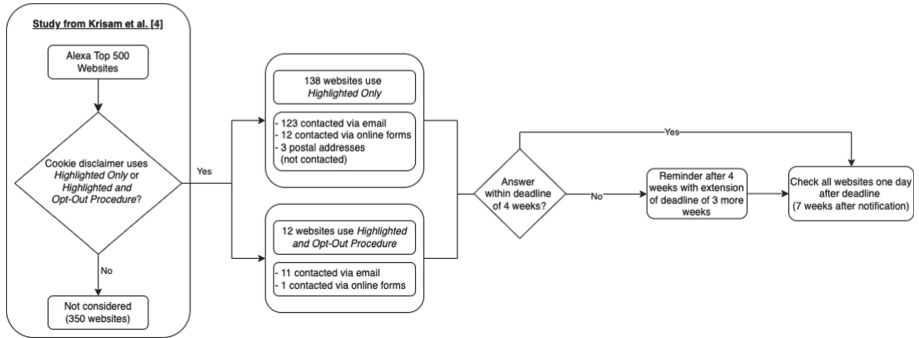 Study from Krisam et al. [4]
Alexa Top 500
Websites
Cookie disclaimer uses
Highlighted Only or
Highlighted and
Opt-Out Procedure?
Yes
No
Not considered
(350 websites)
138 websites use
Highlighted Only
- 123 contacted via email
- 12 contacted via online forms
- 3 postal addresses
(not contacted)
12 websites use Highlighted
and Opt-Out Procedure
- 11 contacted via email
- 1 contacted via online forms
Answer
within deadline
of 4 weeks?
Yes
No
Reminder after 4
weeks with extension
of deadline of 3 more
weeks
Check all websites one day
after deadline
(7 weeks after notification)